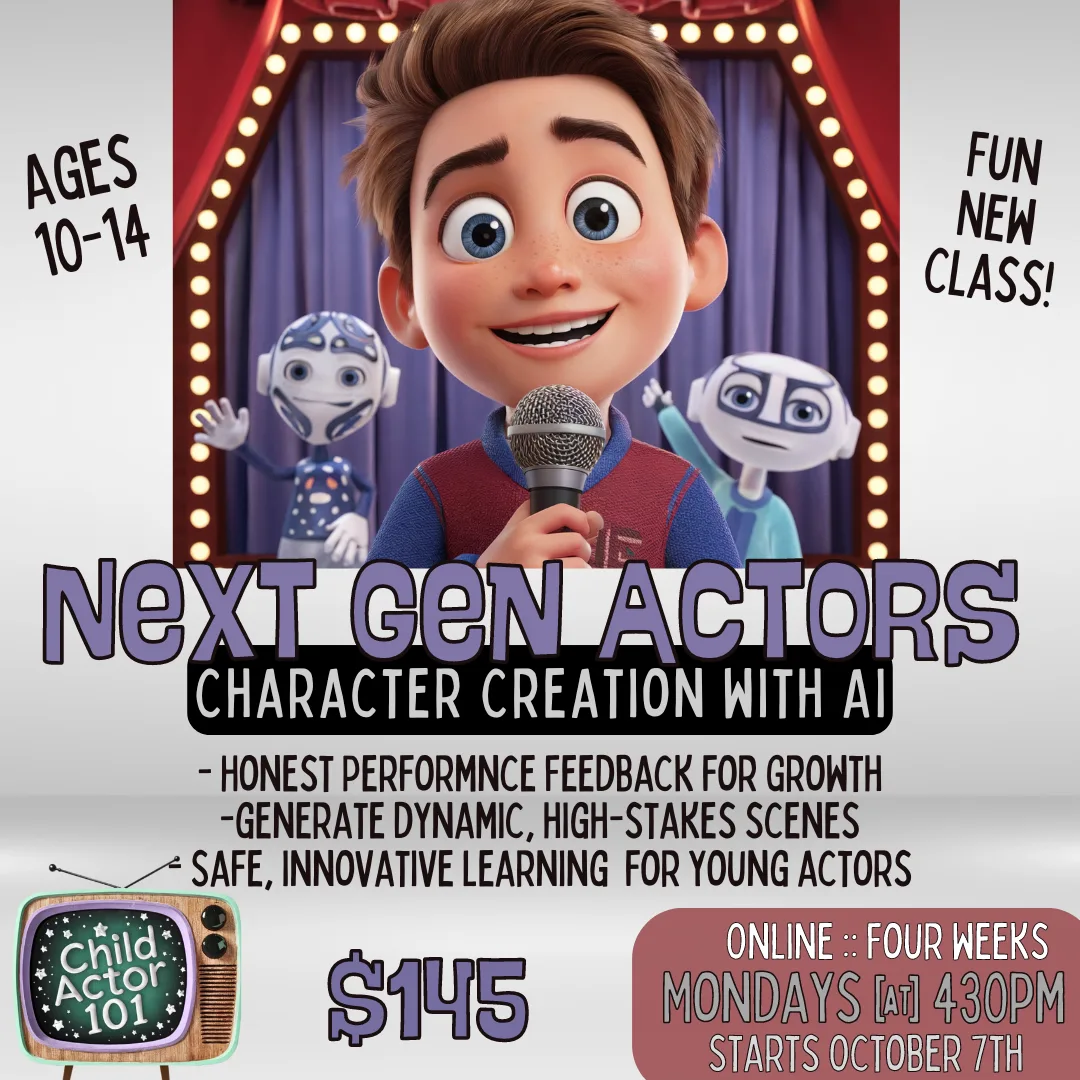 AGES
10-14
FUN
NEW
CLASS!
NeXT GeN ACTORS
CHARACTER CREATION WITH AI
- HONEST PERFORMNCE FEEDBACK FOR GROWTH
-GENERATE DYNAMIC, HIGH-STAKES SCENES
- SAFE, INNOVATIVE LEARNING FOR YOUNG ACTORS
Child
Actor
101
$145
ONLINE :: FOUR WEEKS
MONDAYS [AT] 430PM
STARTS OCTOBER 7TH